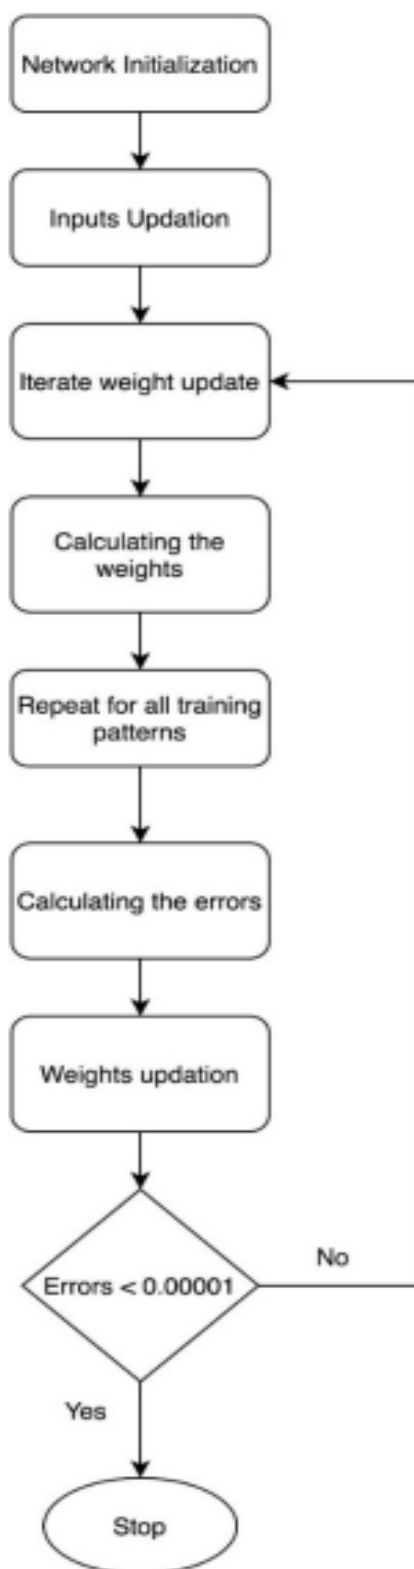 Network Initialization
Inputs Updation
Iterate weight update
Calculating the
weights
Repeat for all training
patterns
Calculating the errors
Weights updation
Errors < 0.00001
No
Yes
Stop